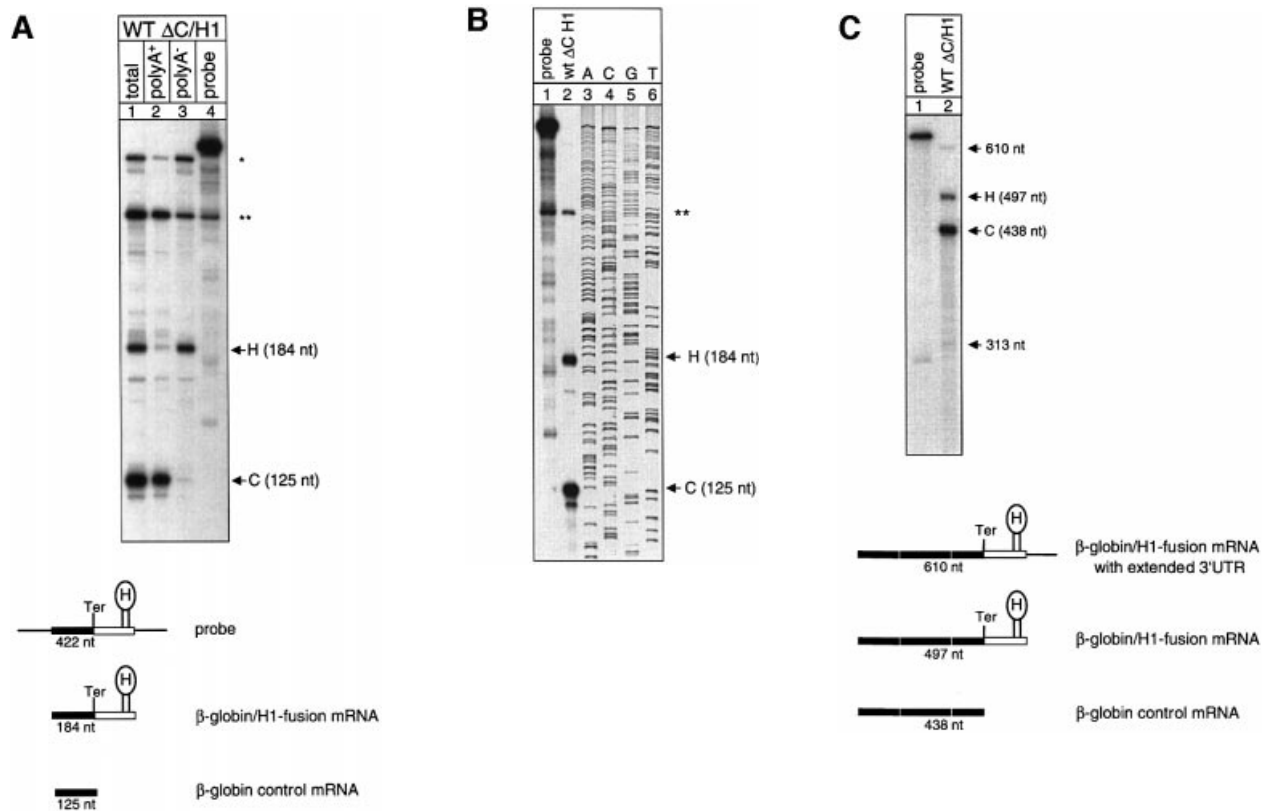 A
WT ΔC/H1
total
polyA+
polyA-
probe
1 2 3 4
*
**
H (184 nt)
C (125 nt)
Ter
H
422 nt
probe
Ter
H
184 nt
β-globin/H1-fusion mRNA
125 nt
β-globin control mRNA
B
probe
wt ΔC H1
A C G T
1 2 3 4 5 6
**
H (184 nt)
C (125 nt)
C
probe
WT ΔC/H1
1 2
610 nt
H (497 nt)
C (438 nt)
313 nt
Ter
H
610 nt
β-globin/H1-fusion mRNA
with extended 3'UTR
Ter
H
497 nt
β-globin/H1-fusion mRNA
438 nt
β-globin control mRNA